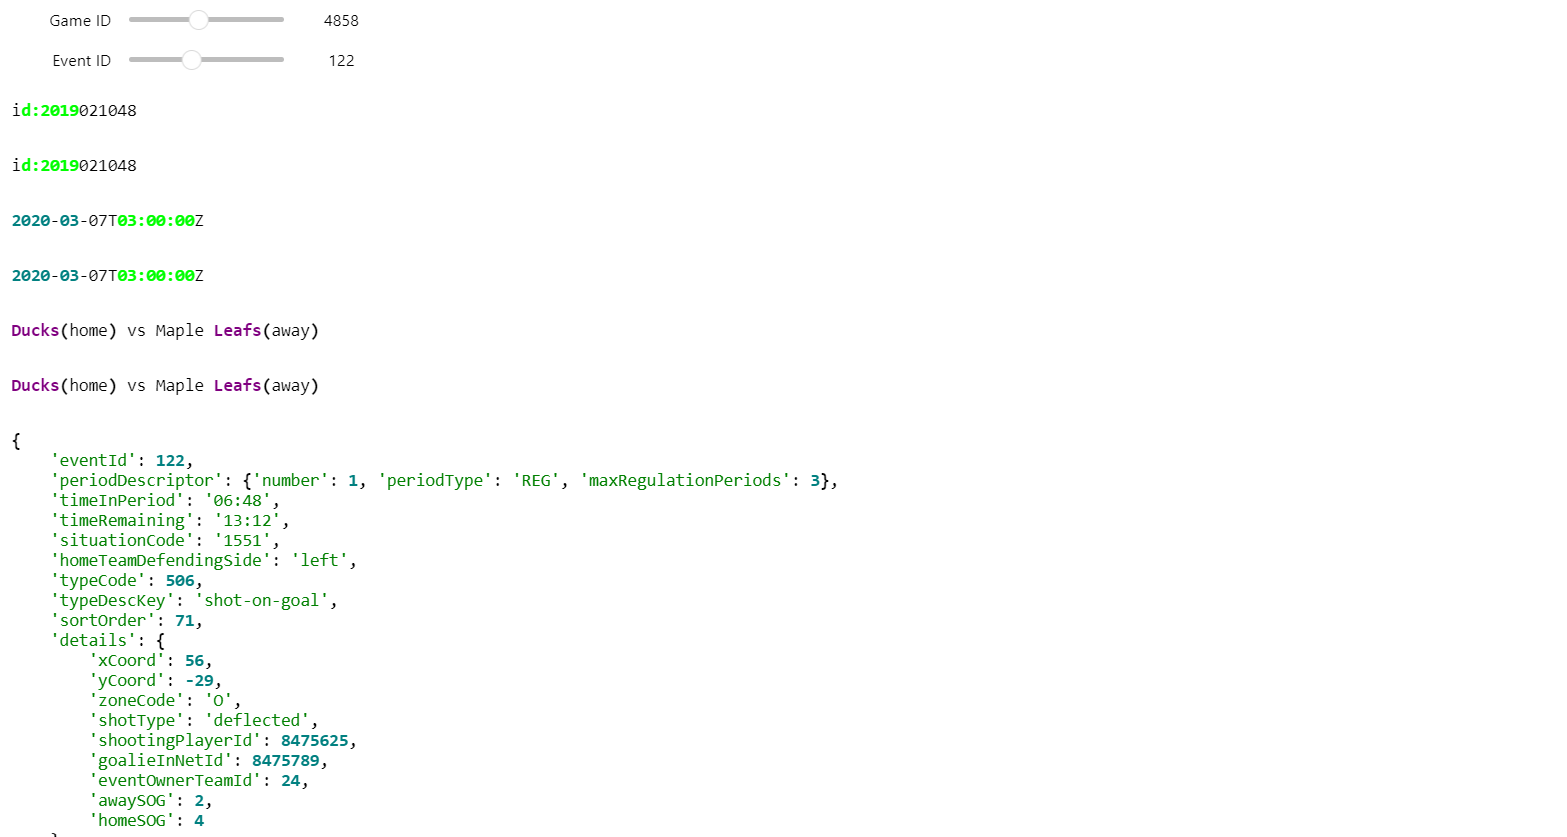 Game ID 4858
Event ID 122
id:2019021048
id:2019021048
2020-03-07T03:00:00Z
2020-03-07T03:00:00Z
Ducks(home) vs Maple Leafs(away)
Ducks(home) vs Maple Leafs(away)
{
    'eventId': 122,
    'periodDescriptor': {'number': 1, 'periodType': 'REG', 'maxRegulationPeriods': 3},
    'timeInPeriod': '06:48',
    'timeRemaining': '13:12',
    'situationCode': '1551',
    'homeTeamDefendingSide': 'left',
    'typeCode': 506,
    'typeDescKey': 'shot-on-goal',
    'sortOrder': 71,
    'details': {
        'xCoord': 56,
        'yCoord': -29,
        'zoneCode': 'O',
        'shotType': 'deflected',
        'shootingPlayerId': 8475625,
        'goalieInNetId': 8475789,
        'eventOwnerTeamId': 24,
        'awaySOG': 2,
        'homeSOG': 4